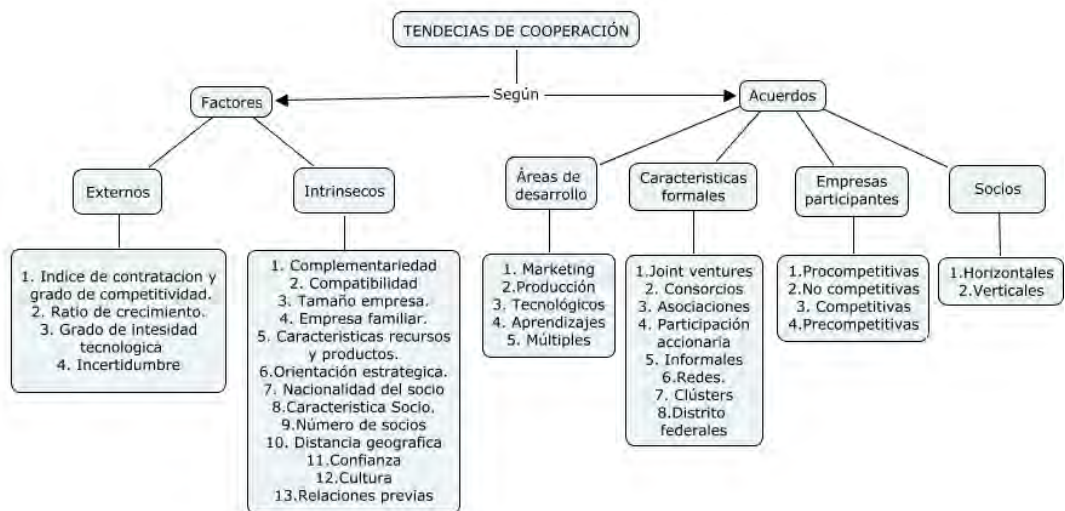 TENDECIAS DE COOPERACIÓN
Según
Factores
Acuerdos
Externos
Intrinsecos
Áreas de
desarrollo
Caracteristicas
formales
Empresas
participantes
Socios
1. Indice de contratacion y
grado de competitividad.
2. Ratio de crecimiento.
3. Grado de intesidad
tecnologica
4. Incertidumbre
1. Complementariedad
2. Compatibilidad
3. Tamaño empresa.
4. Empresa familiar.
5. Caracteristicas recursos
y productos.
6.Orientación estrategica.
7. Nacionalidad del socio
8.Caracteristica Socio.
9.Número de socios
10. Distancia geografica
11.Confianza
12.Cultura
13.Relaciones previas
1. Marketing
2.Producción
3. Tecnológicos
4. Aprendizajes
5. Múltiples
1.Joint ventures
2. Consorcios
3. Asociaciones
4. Participación
accionaria
5. Informales
6.Redes.
7. Clústers
8.Distrito
federales
1.Procompetitivas
2.No competitivas
3. Competitivas
4.Precompetitivas
1.Horizontales
2.Verticales